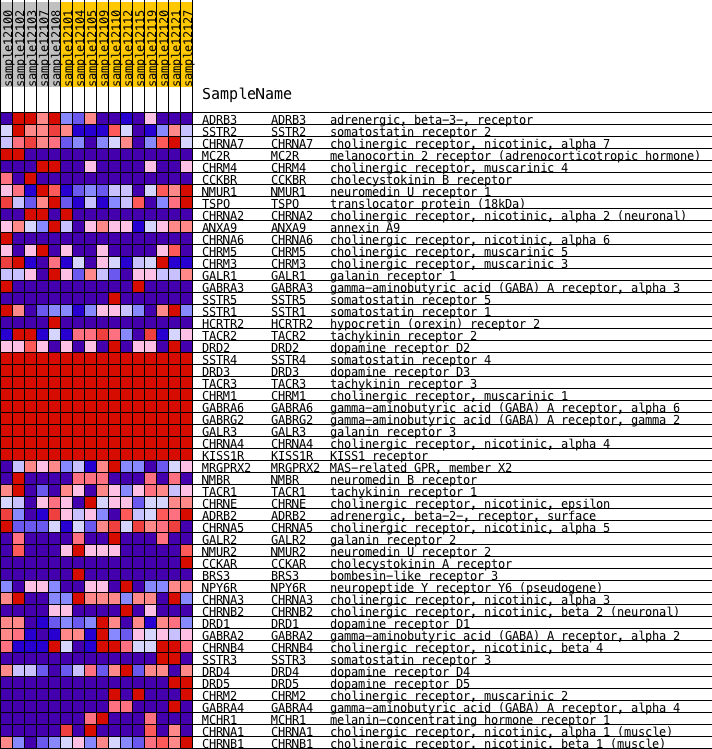 sample12100
sample12102
sample12103
sample12107
sample12108
sample12101
sample12104
sample12105
sample12109
sample12110
sample12112
sample12115
sample12119
sample12120
sample12121
sample12127
SampleName
ADRB3 ADRB3 adrenergic, beta-3-, receptor
SSTR2 SSTR2 somatostatin receptor 2
CHRNA7 CHRNA7 cholinergic receptor, nicotinic, alpha 7
MC2R MC2R melanocortin 2 receptor (adrenocorticotropic hormone)
CHRM4 CHRM4 cholinergic receptor, muscarinic 4
CCKBR CCKBR cholecystokinin B receptor
NMUR1 NMUR1 neuromedin U receptor 1
TSPO TSPO translocator protein (18kDa)
CHRNA2 CHRNA2 cholinergic receptor, nicotinic, alpha 2 (neuronal)
ANXA9 ANXA9 annexin A9
CHRNA6 CHRNA6 cholinergic receptor, nicotinic, alpha 6
CHRM5 CHRM5 cholinergic receptor, muscarinic 5
CHRM3 CHRM3 cholinergic receptor, muscarinic 3
GALR1 GALR1 galanin receptor 1
GABRA3 GABRA3 gamma-aminobutyric acid (GABA) A receptor, alpha 3
SSTR5 SSTR5 somatostatin receptor 5
SSTR1 SSTR1 somatostatin receptor 1
HCRTR2 HCRTR2 hypocretin (orexin) receptor 2
TACR2 TACR2 tachykinin receptor 2
DRD2 DRD2 dopamine receptor D2
SSTR4 SSTR4 somatostatin receptor 4
DRD3 DRD3 dopamine receptor D3
TACR3 TACR3 tachykinin receptor 3
CHRM1 CHRM1 cholinergic receptor, muscarinic 1
GABRA6 GABRA6 gamma-aminobutyric acid (GABA) A receptor, alpha 6
GABRG2 GABRG2 gamma-aminobutyric acid (GABA) A receptor, gamma 2
GALR3 GALR3 galanin receptor 3
CHRNA4 CHRNA4 cholinergic receptor, nicotinic, alpha 4
KISS1R KISS1R KISS1 receptor
MRGPRX2 MRGPRX2 MAS-related GPR, member X2
NMBR NMBR neuromedin B receptor
TACR1 TACR1 tachykinin receptor 1
CHRNE CHRNE cholinergic receptor, nicotinic, epsilon
ADRB2 ADRB2 adrenergic, beta-2-, receptor, surface
CHRNA5 CHRNA5 cholinergic receptor, nicotinic, alpha 5
GALR2 GALR2 galanin receptor 2
NMUR2 NMUR2 neuromedin U receptor 2
CCKAR CCKAR cholecystokinin A receptor
BRS3 BRS3 bombesin-like receptor 3
NPY6R NPY6R neuropeptide Y receptor Y6 (pseudogene)
CHRNA3 CHRNA3 cholinergic receptor, nicotinic, alpha 3
CHRNB2 CHRNB2 cholinergic receptor, nicotinic, beta 2 (neuronal)
DRD1 DRD1 dopamine receptor D1
GABRA2 GABRA2 gamma-aminobutyric acid (GABA) A receptor, alpha 2
CHRNB4 CHRNB4 cholinergic receptor, nicotinic, beta 4
SSTR3 SSTR3 somatostatin receptor 3
DRD4 DRD4 dopamine receptor D4
DRD5 DRD5 dopamine receptor D5
CHRM2 CHRM2 cholinergic receptor, muscarinic 2
GABRA4 GABRA4 gamma-aminobutyric acid (GABA) A receptor, alpha 4
MCHR1 MCHR1 melanin-concentrating hormone receptor 1
CHRNA1 CHRNA1 cholinergic receptor, nicotinic, alpha 1 (muscle)
CHRNB1 CHRNB1 cholinergic receptor, nicotinic, beta 1 (muscle)